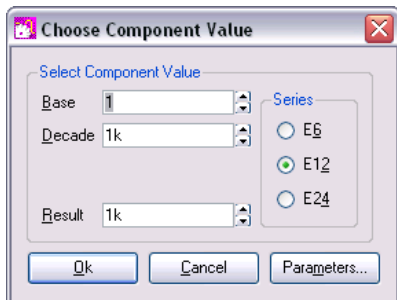 Choose Component Value
Select Component Value
Base 1
Decade 1k
Result 1k
Series
E6
E12
E24
Ok Cancel Parameters...